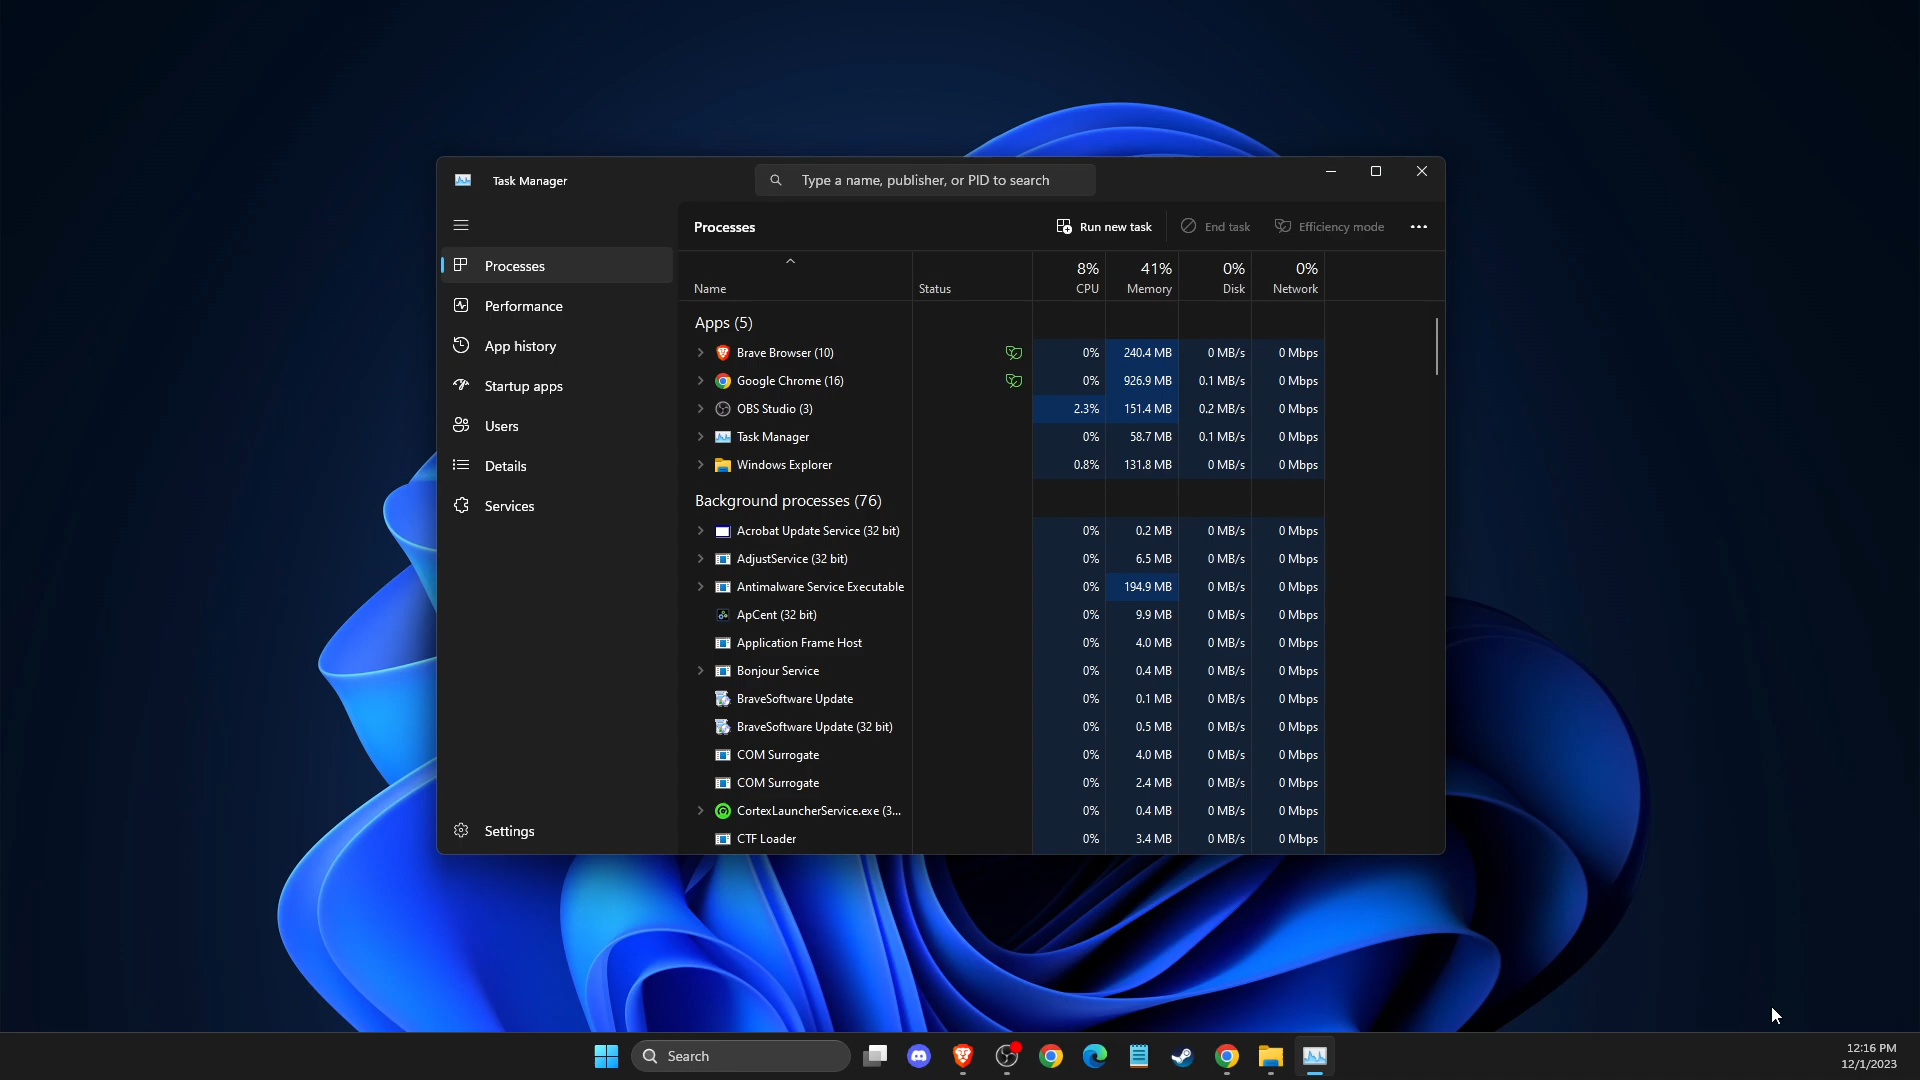 Task Manager
Type a name, publisher, or PID to search
Processes
Run new task
End task
Efficiency mode
Processes
Performance
App history
Startup apps
Users
Details
Services
Settings
8% 41% 0% 0%
Name Status CPU Memory Disk Network
Apps (5)
Brave Browser (10) 0% 240.4 MB 0 MB/s 0 Mbps
Google Chrome (16) 0% 926.9 MB 0.1 MB/s 0 Mbps
OBS Studio (3) 2.3% 151.4 MB 0.2 MB/s 0 Mbps
Task Manager 0% 58.7 MB 0.1 MB/s 0 Mbps
Windows Explorer 0.8% 131.8 MB 0 MB/s 0 Mbps
Background processes (76)
Acrobat Update Service (32 bit) 0% 0.2 MB 0 MB/s 0 Mbps
AdjustService (32 bit) 0% 6.5 MB 0 MB/s 0 Mbps
Antimalware Service Executable 0% 194.9 MB 0 MB/s 0 Mbps
ApCent (32 bit) 0% 9.9 MB 0 MB/s 0 Mbps
Application Frame Host 0% 4.0 MB 0 MB/s 0 Mbps
Bonjour Service 0% 0.4 MB 0 MB/s 0 Mbps
BraveSoftware Update 0% 0.1 MB 0 MB/s 0 Mbps
BraveSoftware Update (32 bit) 0% 0.5 MB 0 MB/s 0 Mbps
COM Surrogate 0% 4.0 MB 0 MB/s 0 Mbps
COM Surrogate 0% 2.4 MB 0 MB/s 0 Mbps
CortexLauncherService.exe (3... 0% 0.4 MB 0 MB/s 0 Mbps
CTF Loader 0% 3.4 MB 0 MB/s 0 Mbps
Search
12:16 PM
12/1/2023